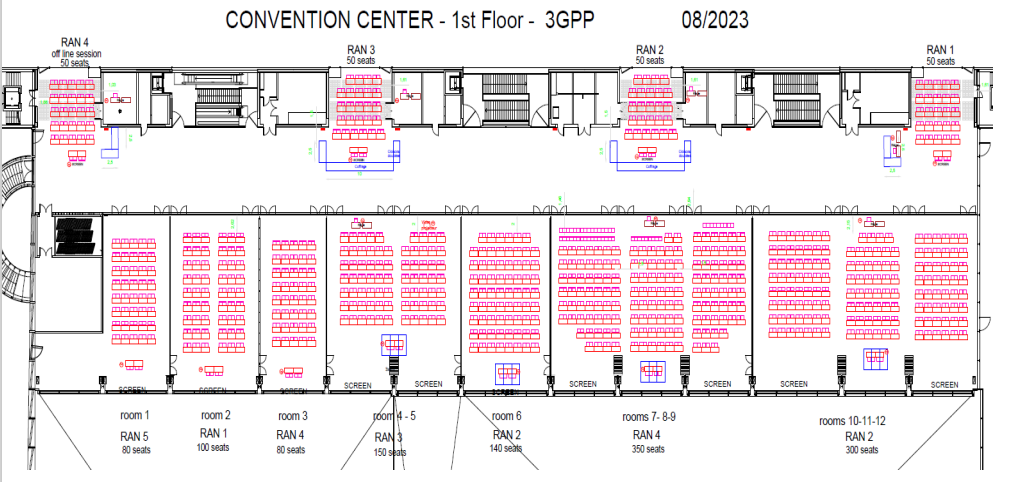 CONVENTION CENTER - 1st Floor - 3GPP 08/2023
RAN 4
off line session
50 seats
RAN 3
50 seats
RAN 2
50 seats
RAN 1
50 seats
SCREEN
SCREEN
SCREEN
SCREEN
SCREEN
SCREEN
SCREEN
SCREEN
SCREEN
SCREEN
SCREEN
SCREEN
room 1
RAN 5
80 seats
room 2
RAN 1
100 seats
room 3
RAN 4
80 seats
room 4 - 5
RAN 3
150 seats
room 6
RAN 2
140 seats
rooms 7- 8-9
RAN 4
350 seats
rooms 10-11-12
RAN 2
300 seats